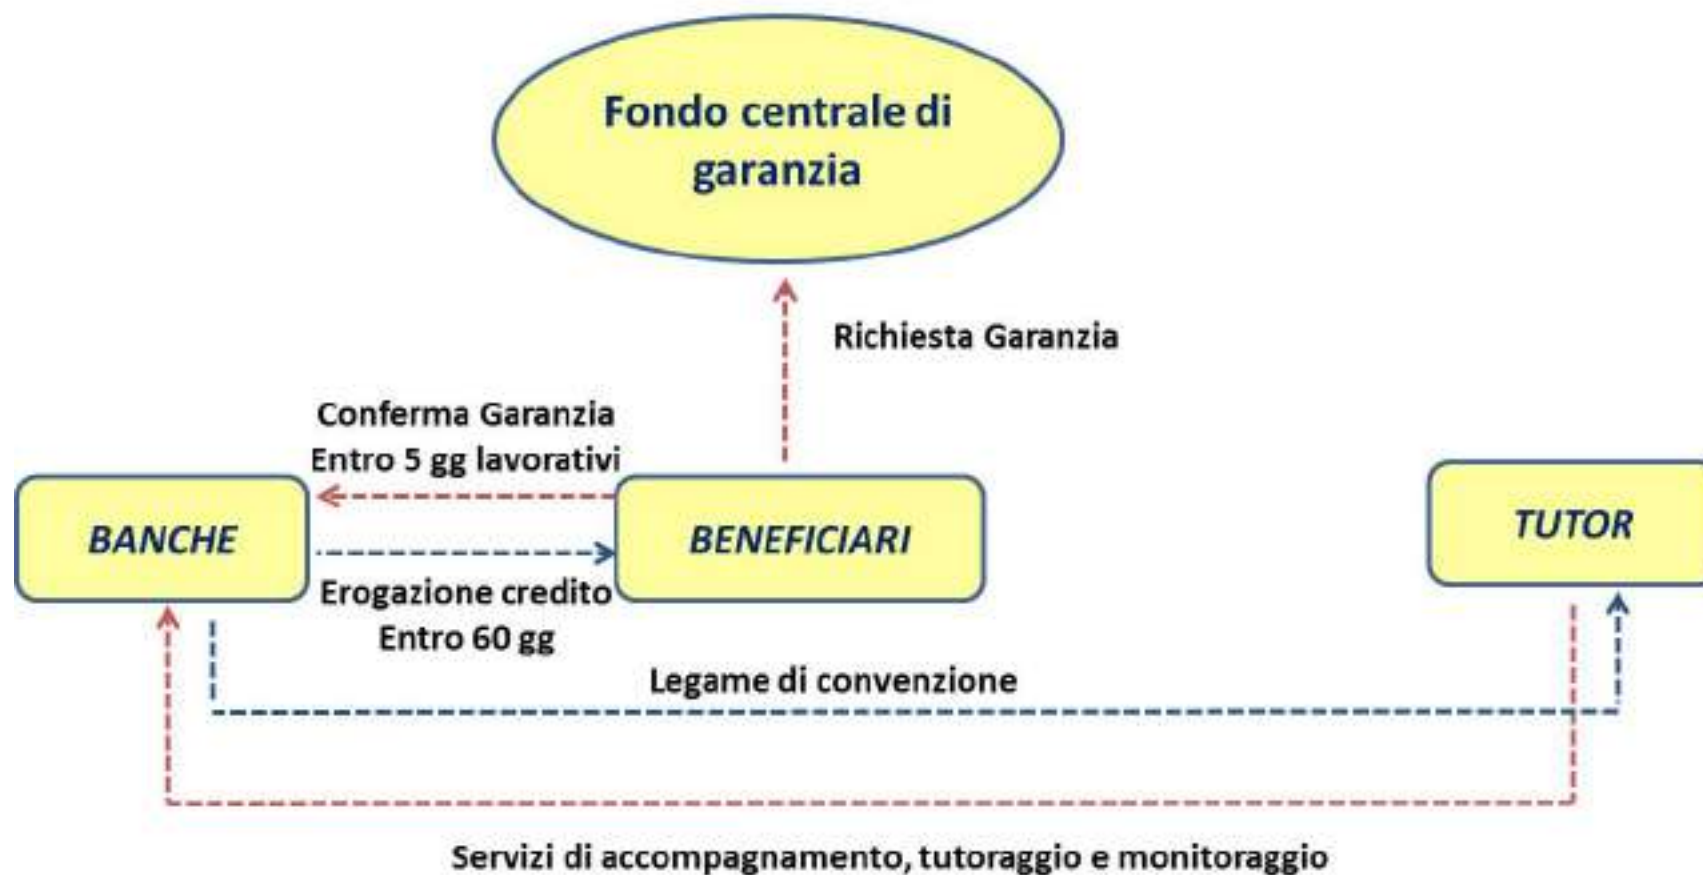 Fondo centrale di
garanzia
Richiesta Garanzia
Conferma Garanzia
Entro 5 gg lavorativi
BANCHE
BENEFICIARI
TUTOR
Erogazione credito
Entro 60 gg
Legame di convenzione
Servizi di accompagnamento, tutoraggio e monitoraggio